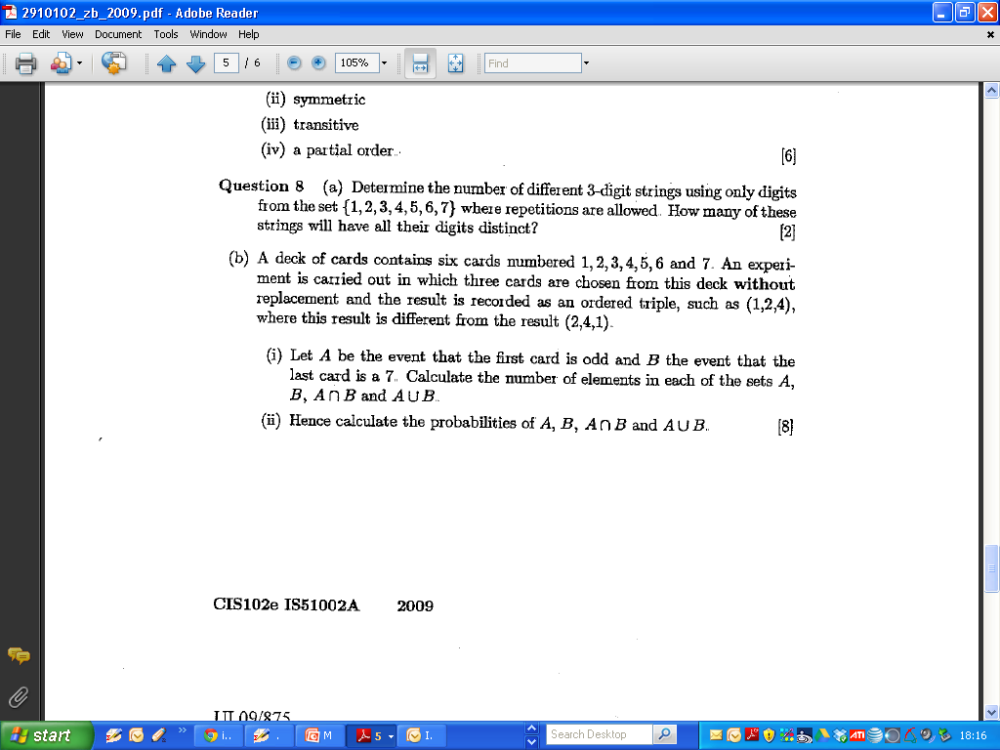 2910102_zb_2009.pdf - Adobe Reader
File Edit View Document Tools Window Help
5 / 6 105% Find
(ii) symmetric
(iii) transitive
(iv) a partial order. [6]
Question 8 (a) Determine the number of different 3-digit strings using only digits
from the set {1, 2, 3, 4, 5, 6, 7} where repetitions are allowed. How many of these
strings will have all their digits distinct? [2]
(b) A deck of cards contains six cards numbered 1, 2, 3, 4, 5, 6 and 7. An experi-
ment is carried out in which three cards are chosen from this deck without
replacement and the result is recorded as an ordered triple, such as (1,2,4),
where this result is different from the result (2,4,1).
(i) Let A be the event that the first card is odd and B the event that the
last card is a 7. Calculate the number of elements in each of the sets A,
B, A ∩ B and A ∪ B.
(ii) Hence calculate the probabilities of A, B, A ∩ B and A ∪ B. [8]
CIS102e IS51002A 2009
UL09/875
start i.. . M 5 I. Search Desktop ATI 18:16